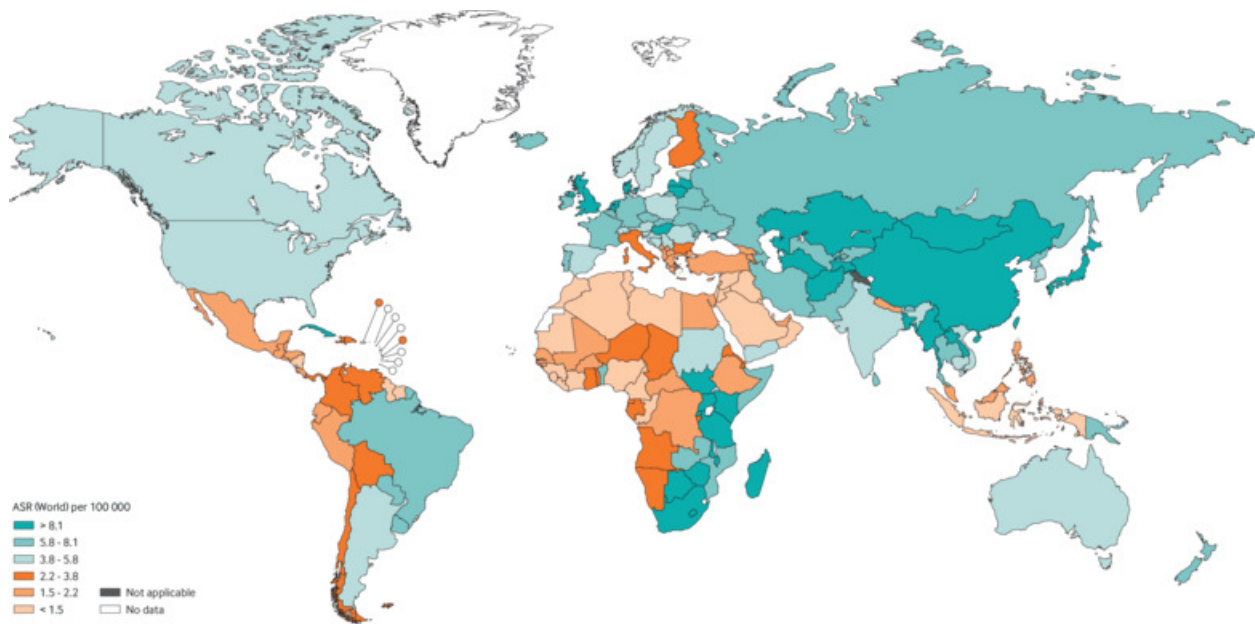 ASR (World) per 100 000
> 8.1
5.8 - 8.1
3.8 - 5.8
2.2 - 3.8
1.5 - 2.2
< 1.5
Not applicable
No data